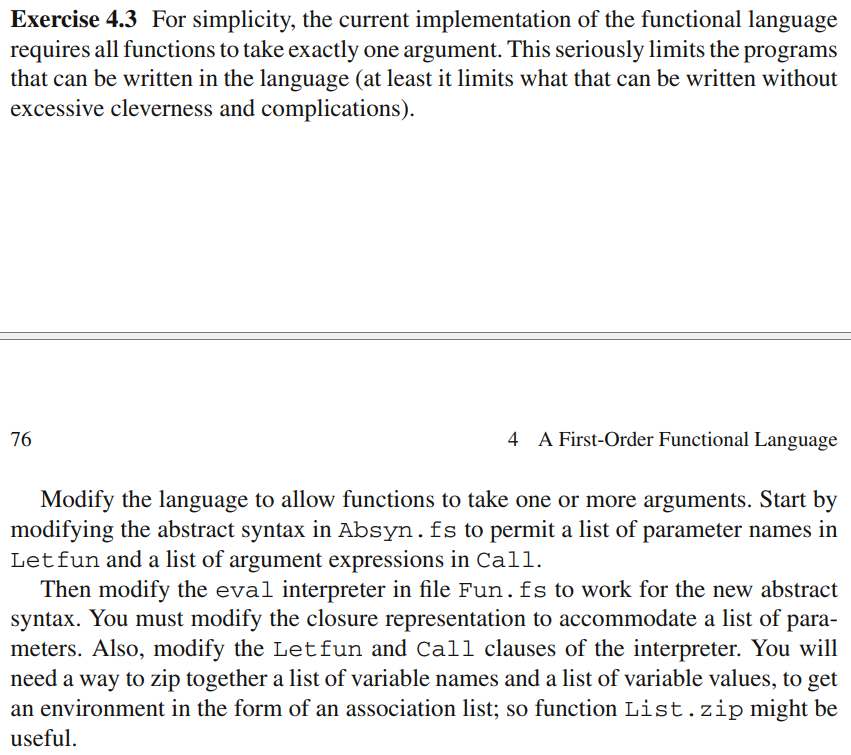 Exercise 4.3 For simplicity, the current implementation of the functional language
requires all functions to take exactly one argument. This seriously limits the programs
that can be written in the language (at least it limits what that can be written without
excessive cleverness and complications).
76
4 A First-Order Functional Language
Modify the language to allow functions to take one or more arguments. Start by
modifying the abstract syntax in Absyn.fs to permit a list of parameter names in
Letfun and a list of argument expressions in Call.
Then modify the eval interpreter in file Fun.fs to work for the new abstract
syntax. You must modify the closure representation to accommodate a list of para-
meters. Also, modify the Letfun and Call clauses of the interpreter. You will
need a way to zip together a list of variable names and a list of variable values, to get
an environment in the form of an association list; so function List.zip might be
useful.